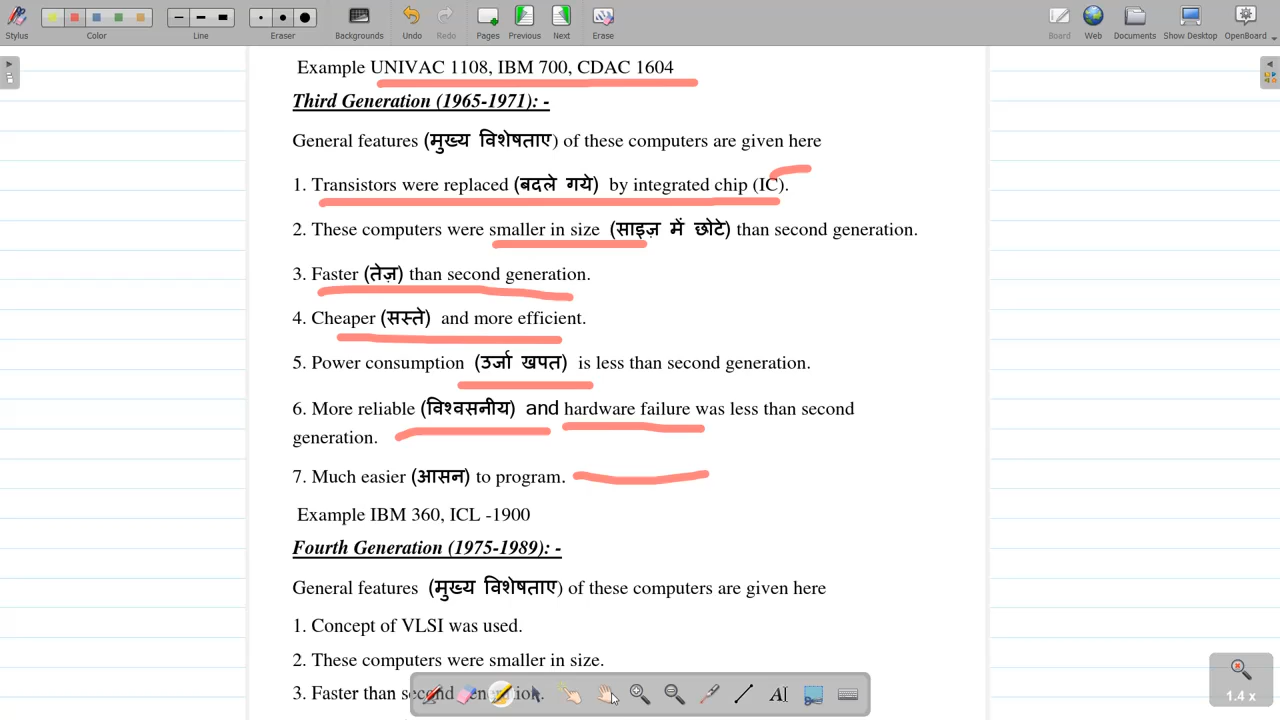 Stylus Color Line Eraser Backgrounds Undo Redo Pages Previous Next Erase Board Web Documents Show Desktop OpenBoard
Example UNIVAC 1108, IBM 700, CDAC 1604
Third Generation (1965-1971): -
General features (मुख्य विशेषताए) of these computers are given here
1. Transistors were replaced (बदले गये) by integrated chip (IC).
2. These computers were smaller in size (साइज़ में छोटे) than second generation.
3. Faster (तेज़) than second generation.
4. Cheaper (सस्ते) and more efficient.
5. Power consumption (उर्जा खपत) is less than second generation.
6. More reliable (विश्वसनीय) and hardware failure was less than second
generation.
7. Much easier (आसन) to program.
Example IBM 360, ICL -1900
Fourth Generation (1975-1989): -
General features (मुख्य विशेषताए) of these computers are given here
1. Concept of VLSI was used.
2. These computers were smaller in size.
3. Faster than second generation.
1.4 x